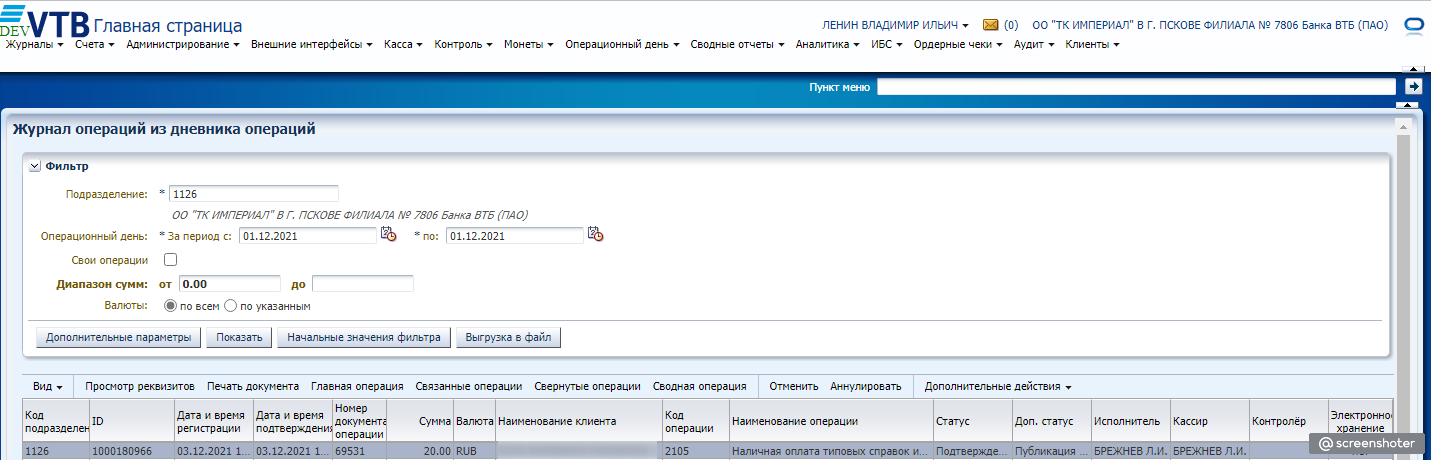 DEV VTB Главная страница
ЛЕНИН ВЛАДИМИР ИЛЬИЧ (0) ОО "ТК ИМПЕРИАЛ" В Г. ПСКОВЕ ФИЛИАЛА № 7806 Банка ВТБ (ПАО)
Журналы Счета Администрирование Внешние интерфейсы Касса Контроль Монеты Операционный день Сводные отчеты Аналитика ИБС Ордерные чеки Аудит Клиенты
Пункт меню
Журнал операций из дневника операций
Фильтр
Подразделение: * 1126
ОО "ТК ИМПЕРИАЛ" В Г. ПСКОВЕ ФИЛИАЛА № 7806 Банка ВТБ (ПАО)
Операционный день: * За период с: 01.12.2021 * по: 01.12.2021
Свои операции
Диапазон сумм: от 0.00 до
Валюты: по всем по указанным
Дополнительные параметры Показать Начальные значения фильтра Выгрузка в файл
Вид Просмотр реквизитов Печать документа Главная операция Связанные операции Свернутые операции Сводная операция Отменить Аннулировать Дополнительные действия
Код подразделен ID Дата и время регистрации Дата и время подтверждения Номер документа операции Сумма Валюта Наименование клиента Код операции Наименование операции Статус Доп. статус Исполнитель Кассир Контролёр Электронное хранение
1126 1000180966 03.12.2021 1... 03.12.2021 1... 69531 20.00 RUB 2105 Наличная оплата типовых справок и... Подтвержде... Публикация ... БРЕЖНЕВ Л.И. БРЕЖНЕВ Л.И.
@screenshoter